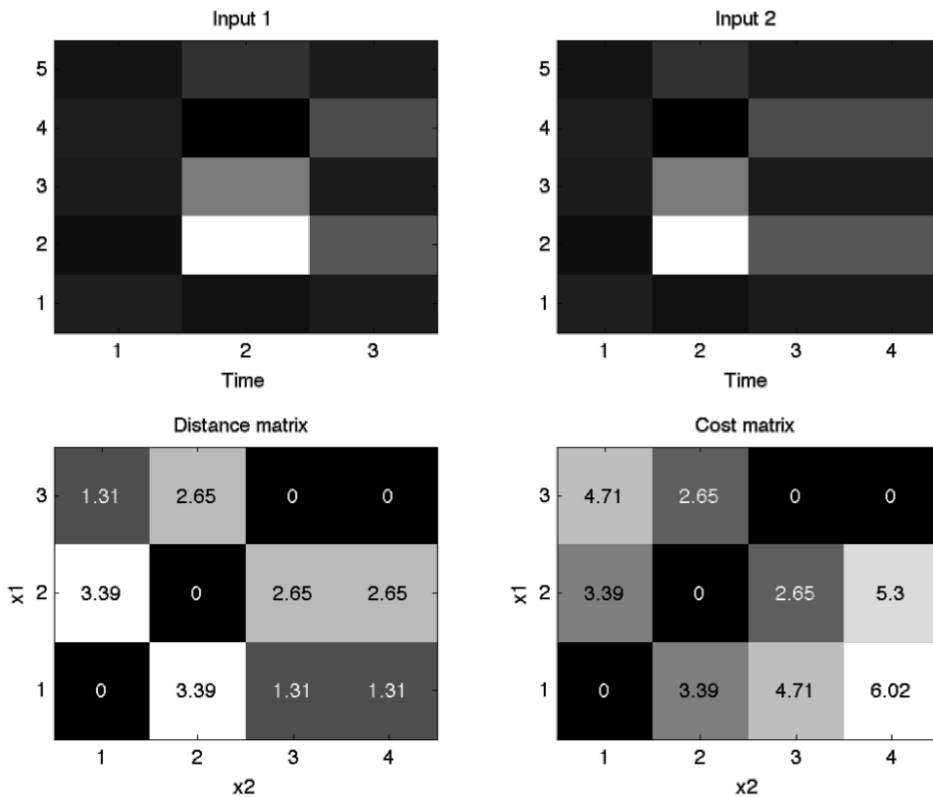 Input 1
5
4
3
2
1
1 2 3
Time
Input 2
5
4
3
2
1
1 2 3 4
Time
Distance matrix
x1
3 1.31 2.65 0 0
2 3.39 0 2.65 2.65
1 0 3.39 1.31 1.31
1 2 3 4
x2
Cost matrix
x1
3 4.71 2.65 0 0
2 3.39 0 2.65 5.3
1 0 3.39 4.71 6.02
1 2 3 4
x2